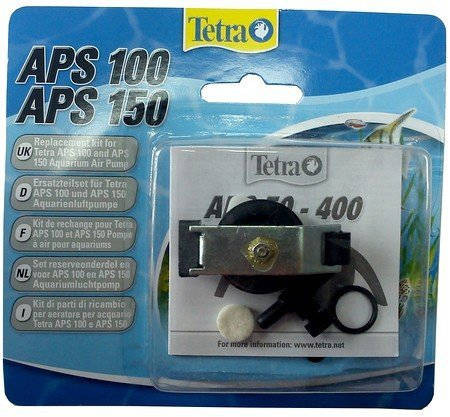 Tetra
APS 100
APS 150
UK
Replacement kit for
Tetra APS 100 and APS
150 Aquarium Air Pump
D
Ersatzteilset für Tetra
APS 100 und APS 150
Aquarienluftpumpe
F
Kit de rechange pour Tetra
APS 100 et APS 150 Pompe
à air pour aquariums
NL
Set reserveonderdelen
voor APS 100 en APS 150
Aquariumluchtpomp
I
Kit di parti di ricambio
per aeratore per acquario
Tetra APS 100 e APS 150
Tetra
- 400
For more information: www.tetra.net